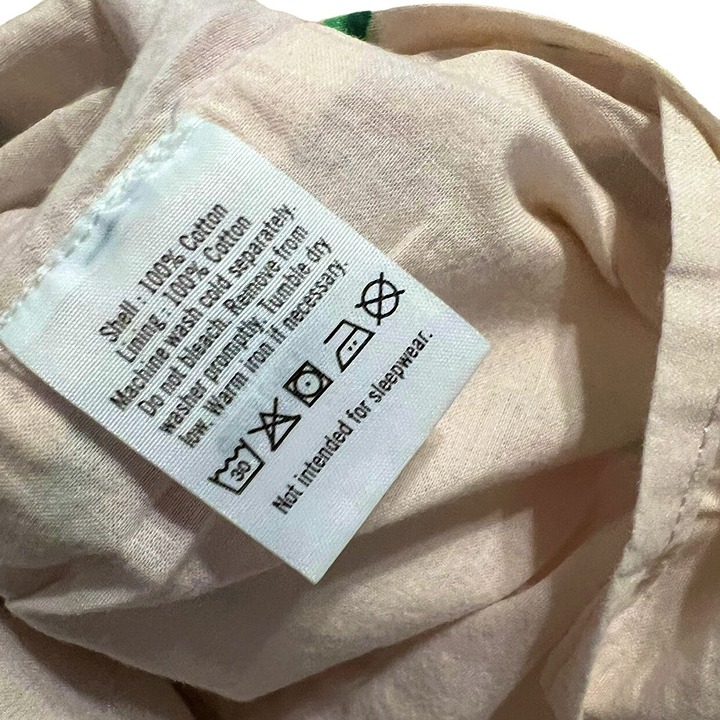 Shell : 100% Cotton
Lining : 100% Cotton
Machine wash cold separately.
Do not bleach. Remove from
washer promptly. Tumble dry
low. Warm iron if necessary.
30
Not intended for sleepwear.